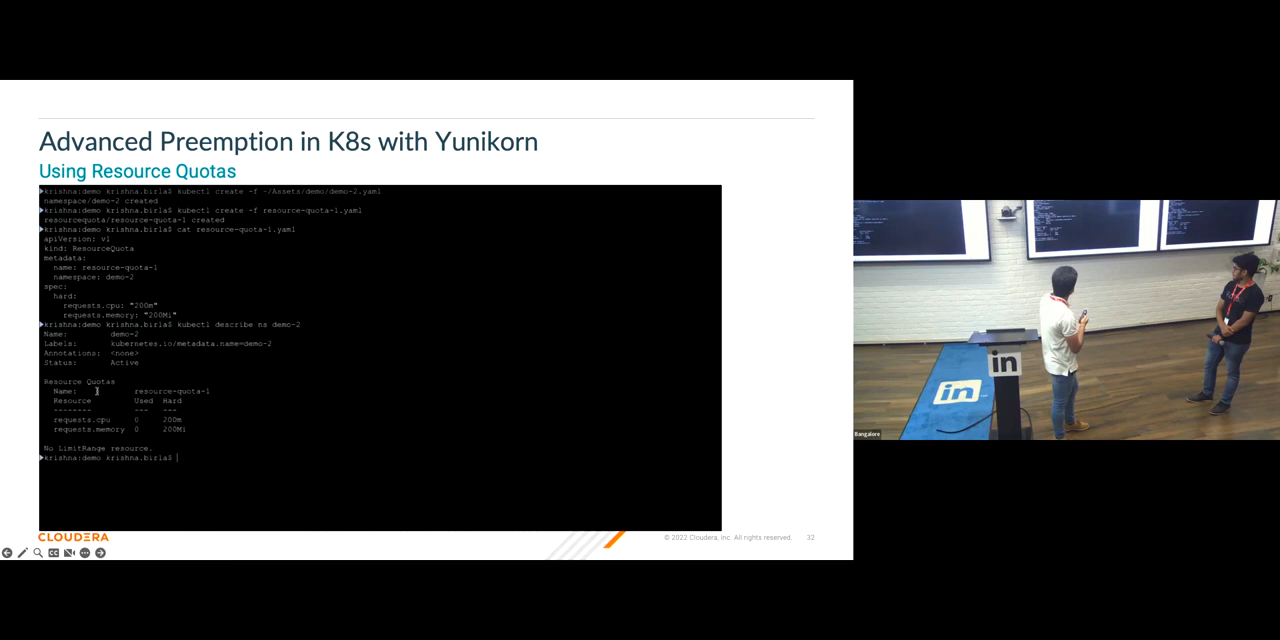 Advanced Preemption in K8s with Yunikorn
Using Resource Quotas
krishna:demo krishna.birla$ kubectl create -f ~/Assets/demo/demo-2.yaml
namespace/demo-2 created
krishna:demo krishna.birla$ kubectl create -f resource-quota-1.yaml
resourcequota/resource-quota-1 created
krishna:demo krishna.birla$ cat resource-quota-1.yaml
apiVersion: v1
kind: ResourceQuota
metadata:
name: resource-quota-1
namespace: demo-2
spec:
hard:
requests.cpu: "200m"
requests.memory: "200Mi"
krishna:demo krishna.birla$ kubectl describe ns demo-2
Name: demo-2
Labels: kubernetes.io/metadata.name=demo-2
Annotations: <none>
Status: Active
Resource Quotas
Name: resource-quota-1
Resource Used Hard
-------- --- ---
requests.cpu 0 200m
requests.memory 0 200Mi
No LimitRange resource.
krishna:demo krishna.birla$
CLOUDERA
© 2022 Cloudera, Inc. All rights reserved. 32
in
in
Bangalore